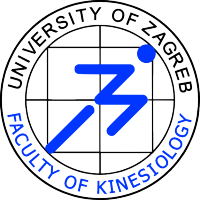 UNIVERSITY OF ZAGREB
FACULTY OF KINESIOLOGY